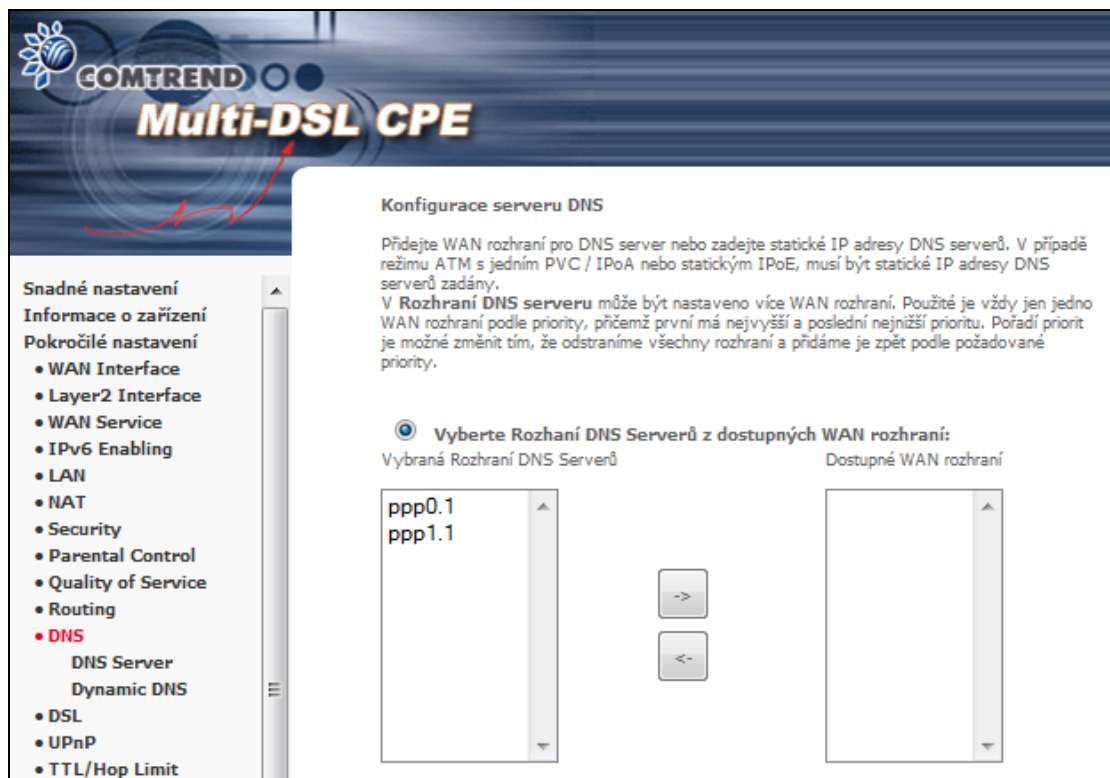 COMTREND
Multi-DSL CPE
Snadné nastavení
Informace o zařízení
Pokročilé nastavení
• WAN Interface
• Layer2 Interface
• WAN Service
• IPv6 Enabling
• LAN
• NAT
• Security
• Parental Control
• Quality of Service
• Routing
• DNS
DNS Server
Dynamic DNS
• DSL
• UPnP
• TTL/Hop Limit
Konfigurace serveru DNS
Přidejte WAN rozhraní pro DNS server nebo zadejte statické IP adresy DNS serverů. V případě
režimu ATM s jedním PVC / IPoA nebo statickým IPoE, musí být statické IP adresy DNS
serverů zadány.
V Rozhraní DNS serveru může být nastaveno více WAN rozhraní. Použité je vždy jen jedno
WAN rozhraní podle priority, přičemž první má nejvyšší a poslední nejnižší prioritu. Pořadí priorit
je možné změnit tím, že odstraníme všechny rozhraní a přidáme je zpět podle požadované
priority.
Vyberte Rozhaní DNS Serverů z dostupných WAN rozhraní:
Vybraná Rozhraní DNS Serverů
Dostupné WAN rozhraní
ppp0.1
ppp1.1
->
<-